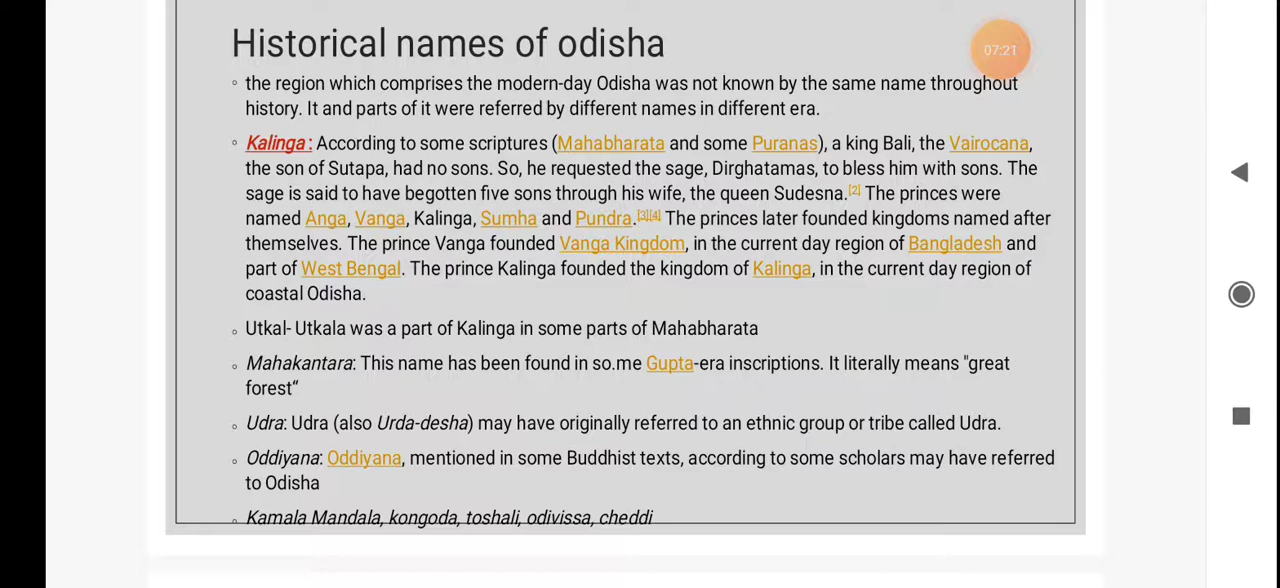 Historical names of odisha
07:21
◦ the region which comprises the modern-day Odisha was not known by the same name throughout
history. It and parts of it were referred by different names in different era.
◦ Kalinga : According to some scriptures (Mahabharata and some Puranas), a king Bali, the Vairocana,
the son of Sutapa, had no sons. So, he requested the sage, Dirghatamas, to bless him with sons. The
sage is said to have begotten five sons through his wife, the queen Sudesna.[2] The princes were
named Anga, Vanga, Kalinga, Sumha and Pundra.[3][4] The princes later founded kingdoms named after
themselves. The prince Vanga founded Vanga Kingdom, in the current day region of Bangladesh and
part of West Bengal. The prince Kalinga founded the kingdom of Kalinga, in the current day region of
coastal Odisha.
◦ Utkal- Utkala was a part of Kalinga in some parts of Mahabharata
◦ Mahakantara: This name has been found in so.me Gupta-era inscriptions. It literally means "great
forest“
◦ Udra: Udra (also Urda-desha) may have originally referred to an ethnic group or tribe called Udra.
◦ Oddiyana: Oddiyana, mentioned in some Buddhist texts, according to some scholars may have referred
to Odisha
◦ Kamala Mandala, kongoda, toshali, odivissa, cheddi